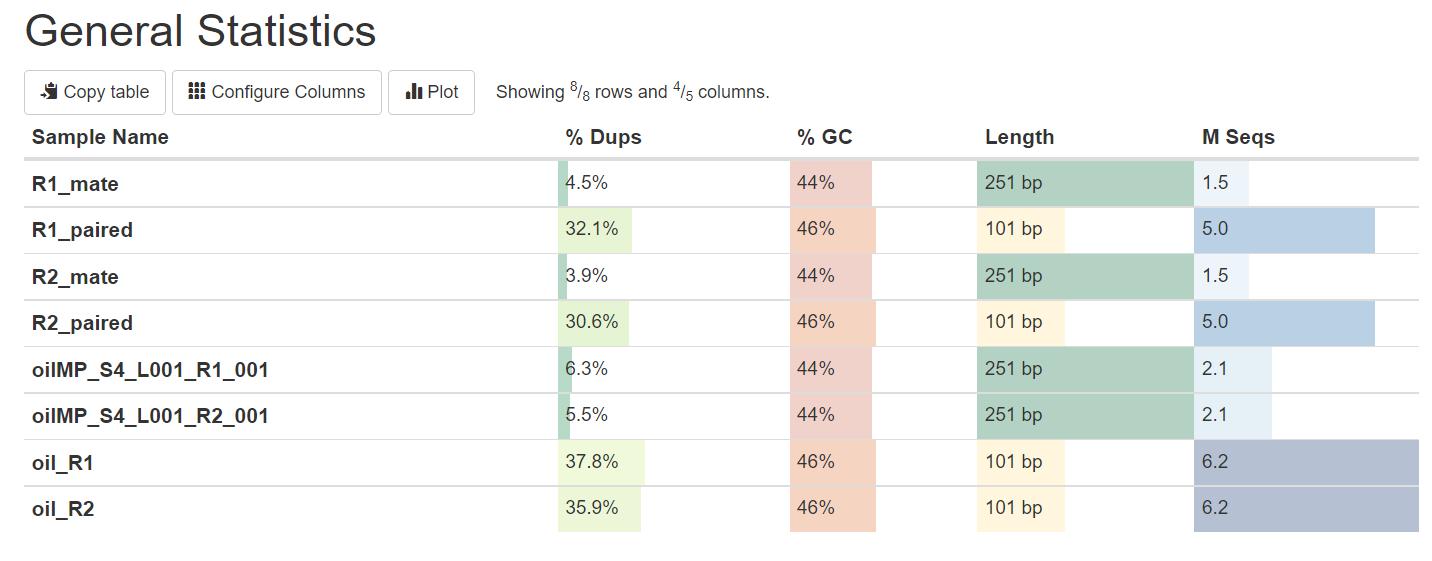 General Statistics
Copy table Configure Columns Plot Showing 8/8 rows and 4/5 columns.
Sample Name % Dups % GC Length M Seqs
R1_mate 4.5% 44% 251 bp 1.5
R1_paired 32.1% 46% 101 bp 5.0
R2_mate 3.9% 44% 251 bp 1.5
R2_paired 30.6% 46% 101 bp 5.0
oilMP_S4_L001_R1_001 6.3% 44% 251 bp 2.1
oilMP_S4_L001_R2_001 5.5% 44% 251 bp 2.1
oil_R1 37.8% 46% 101 bp 6.2
oil_R2 35.9% 46% 101 bp 6.2